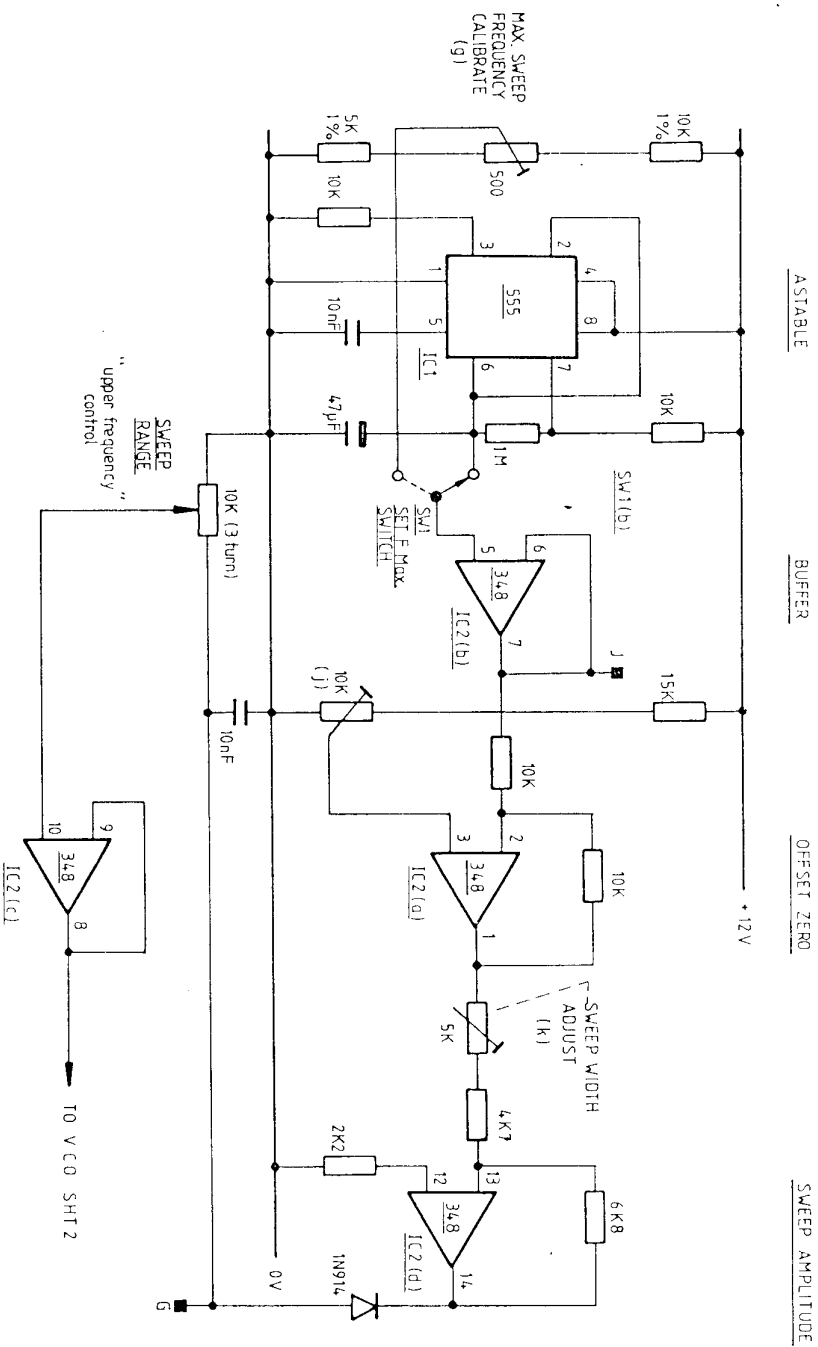 ASTABLE
BUFFER
OFFSET ZERO
SWEEP AMPLITUDE
+12V
10K
1%
500
5K
1%
MAX. SWEEP
FREQUENCY
CALIBRATE
(g)
10K
2
3
4
8
1
5
7
6
555
IC1
10nF
47µF
1M
10K
SW1(b)
SW1
SET F Max.
SWITCH
5
6
7
348
IC2(b)
J
15K
10K
(j)
10K
2
3
1
348
IC2(a)
10K
5K
SWEEP WIDTH
ADJUST
(k)
4K7
2K2
13
12
14
348
IC2(d)
6K8
0V
1N914
G
10nF
SWEEP
RANGE
"upper frequency"
control
10K (3 turn)
9
10
8
348
IC2(c)
TO VCO SHT2